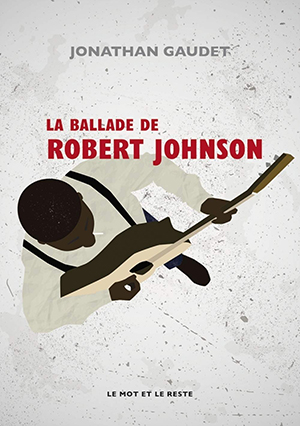 JONATHAN GAUDET
LA BALLADE DE
ROBERT JOHNSON
LE MOT ET LE RESTE